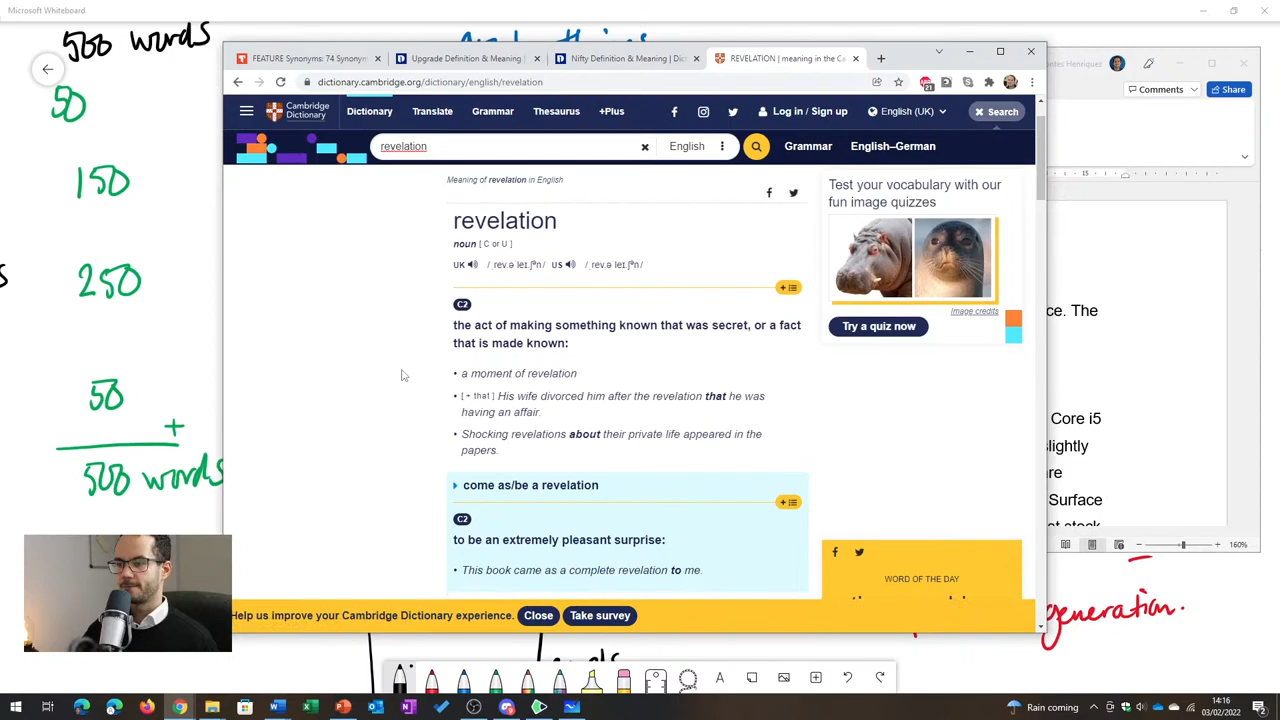 Microsoft Whiteboard
500 words
50
150
250
50
+
500 words
FEATURE Synonyms: 74 Synonym
Upgrade Definition & Meaning |
Nifty Definition & Meaning | Dict
REVELATION | meaning in the Ca
dictionary.cambridge.org/dictionary/english/revelation
21
Cambridge
Dictionary
Dictionary Translate Grammar Thesaurus +Plus
Log in / Sign up English (UK) Search
revelation English
Grammar English–German
Meaning of revelation in English
revelation
noun [ C or U ]
UK /ˌrev.əˈleɪ.ʃᵊn/ US /ˌrev.əˈleɪ.ʃᵊn/
C2
the act of making something known that was secret, or a fact
that is made known:
• a moment of revelation
• [ + that ] His wife divorced him after the revelation that he was
having an affair.
• Shocking revelations about their private life appeared in the
papers.
come as/be a revelation
C2
to be an extremely pleasant surprise:
• This book came as a complete revelation to me.
Test your vocabulary with our
fun image quizzes
Image credits
Try a quiz now
WORD OF THE DAY
Help us improve your Cambridge Dictionary experience. Close Take survey
ntes Henriquez
Comments Share
15
ce. The
Core i5
slightly
re
Surface
160%
generation.
Rain coming
14:16
03/02/2022